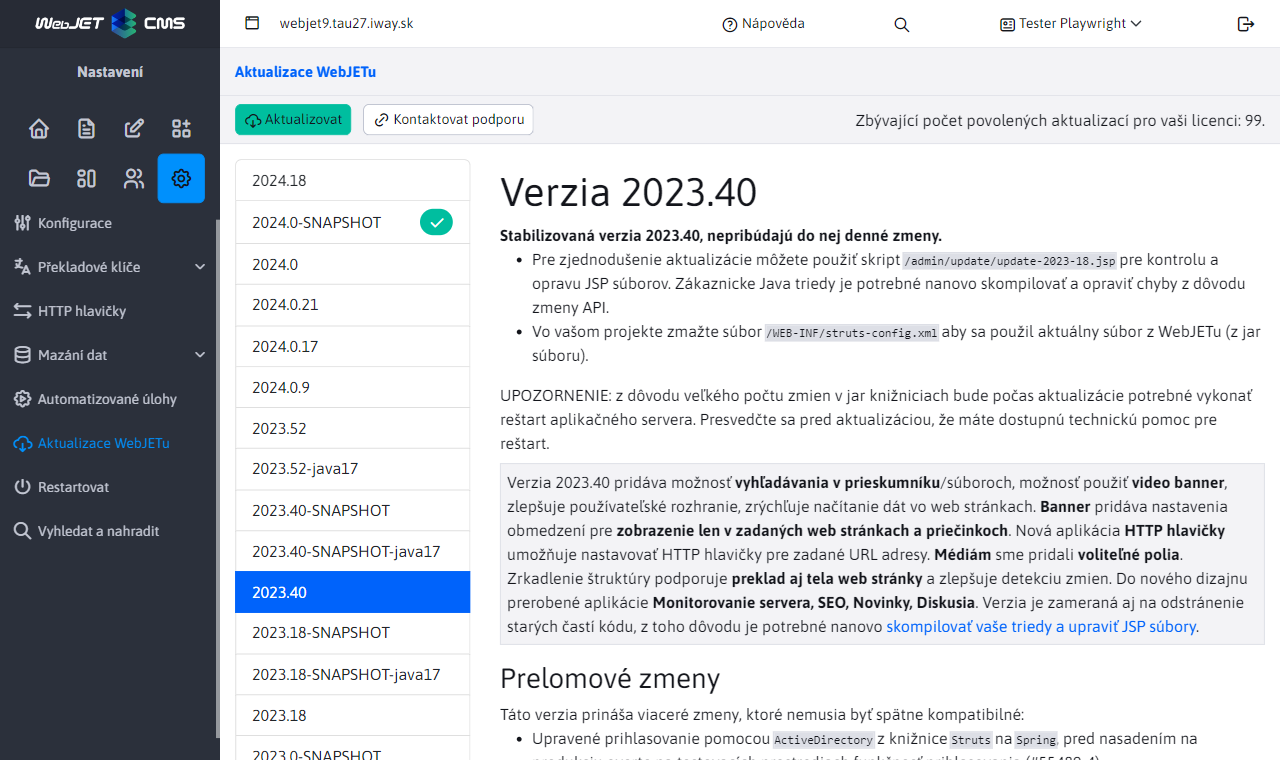 WebJET CMS
webjet9.tau27.iway.sk
Nápověda
Tester Playwright
Nastavení
Aktualizace WebJETu
Aktualizovat
Kontaktovat podporu
Zbývající počet povolených aktualizací pro vaši licenci: 99.
Konfigurace
Překladové klíče
HTTP hlavičky
Mazání dat
Automatizované úlohy
Aktualizace WebJETu
Restartovat
Vyhledat a nahradit
2024.18
2024.0-SNAPSHOT
2024.0
2024.0.21
2024.0.17
2024.0.9
2023.52
2023.52-java17
2023.40-SNAPSHOT
2023.40-SNAPSHOT-java17
2023.40
2023.18-SNAPSHOT
2023.18-SNAPSHOT-java17
2023.18
2023.0-SNAPSHOT
Verzia 2023.40
Stabilizovaná verzia 2023.40, nepribúdajú do nej denné zmeny.
Pre zjednodušenie aktualizácie môžete použiť skript /admin/update/update-2023-18.jsp pre kontrolu a
opravu JSP súborov. Zákaznicke Java triedy je potrebné nanovo skompilovať a opraviť chyby z dôvodu
zmeny API.
Vo vašom projekte zmažte súbor /WEB-INF/struts-config.xml aby sa použil aktuálny súbor z WebJETu (z jar
súboru).
UPOZORNENIE: z dôvodu veľkého počtu zmien v jar knižniciach bude počas aktualizácie potrebné vykonať
reštart aplikačného servera. Presvedčte sa pred aktualizáciou, že máte dostupnú technickú pomoc pre
reštart.
Verzia 2023.40 pridáva možnosť vyhľadávania v prieskumníku/súboroch, možnosť použiť video banner,
zlepšuje používateľské rozhranie, zrýchľuje načítanie dát vo web stránkach. Banner pridáva nastavenia
obmedzení pre zobrazenie len v zadaných web stránkach a priečinkoch. Nová aplikácia HTTP hlavičky
umožňuje nastavovať HTTP hlavičky pre zadané URL adresy. Médiám sme pridali voliteľné polia.
Zrkadlenie štruktúry podporuje preklad aj tela web stránky a zlepšuje detekciu zmien. Do nového dizajnu
prerobené aplikácie Monitorovanie servera, SEO, Novinky, Diskusia. Verzia je zameraná aj na odstránenie
starých častí kódu, z toho dôvodu je potrebné nanovo skompilovať vaše triedy a upraviť JSP súbory.
Prelomové zmeny
Táto verzia prináša viaceré zmeny, ktoré nemusia byť spätne kompatibilné:
Upravené prihlasovanie pomocou ActiveDirectory z knižnice Struts na Spring, pred nasadením na